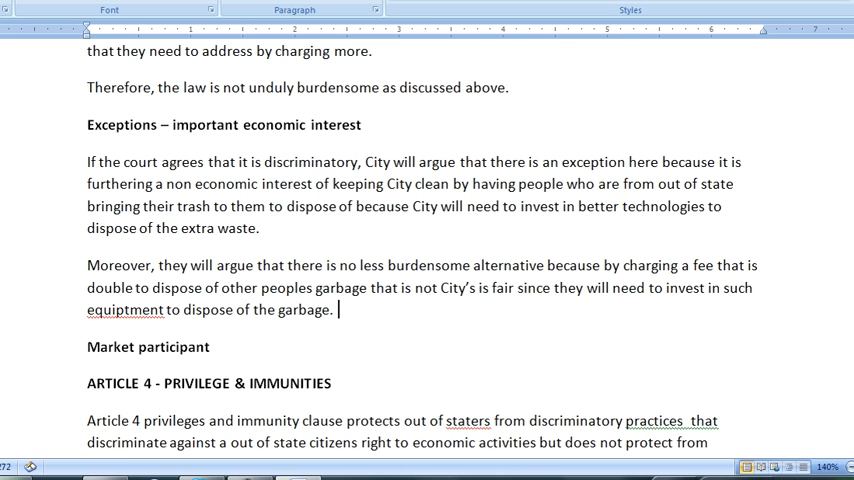 Font Paragraph Styles
1 2 3 4 5 6 7
that they need to address by charging more.
Therefore, the law is not unduly burdensome as discussed above.
Exceptions – important economic interest
If the court agrees that it is discriminatory, City will argue that there is an exception here because it is
furthering a non economic interest of keeping City clean by having people who are from out of state
bringing their trash to them to dispose of because City will need to invest in better technologies to
dispose of the extra waste.
Moreover, they will argue that there is no less burdensome alternative because by charging a fee that is
double to dispose of other peoples garbage that is not City’s is fair since they will need to invest in such
equiptment to dispose of the garbage.
Market participant
ARTICLE 4 - PRIVILEGE & IMMUNITIES
Article 4 privileges and immunity clause protects out of staters from discriminatory practices  that
discriminate against a out of state citizens right to economic activities but does not protect from
272 140%